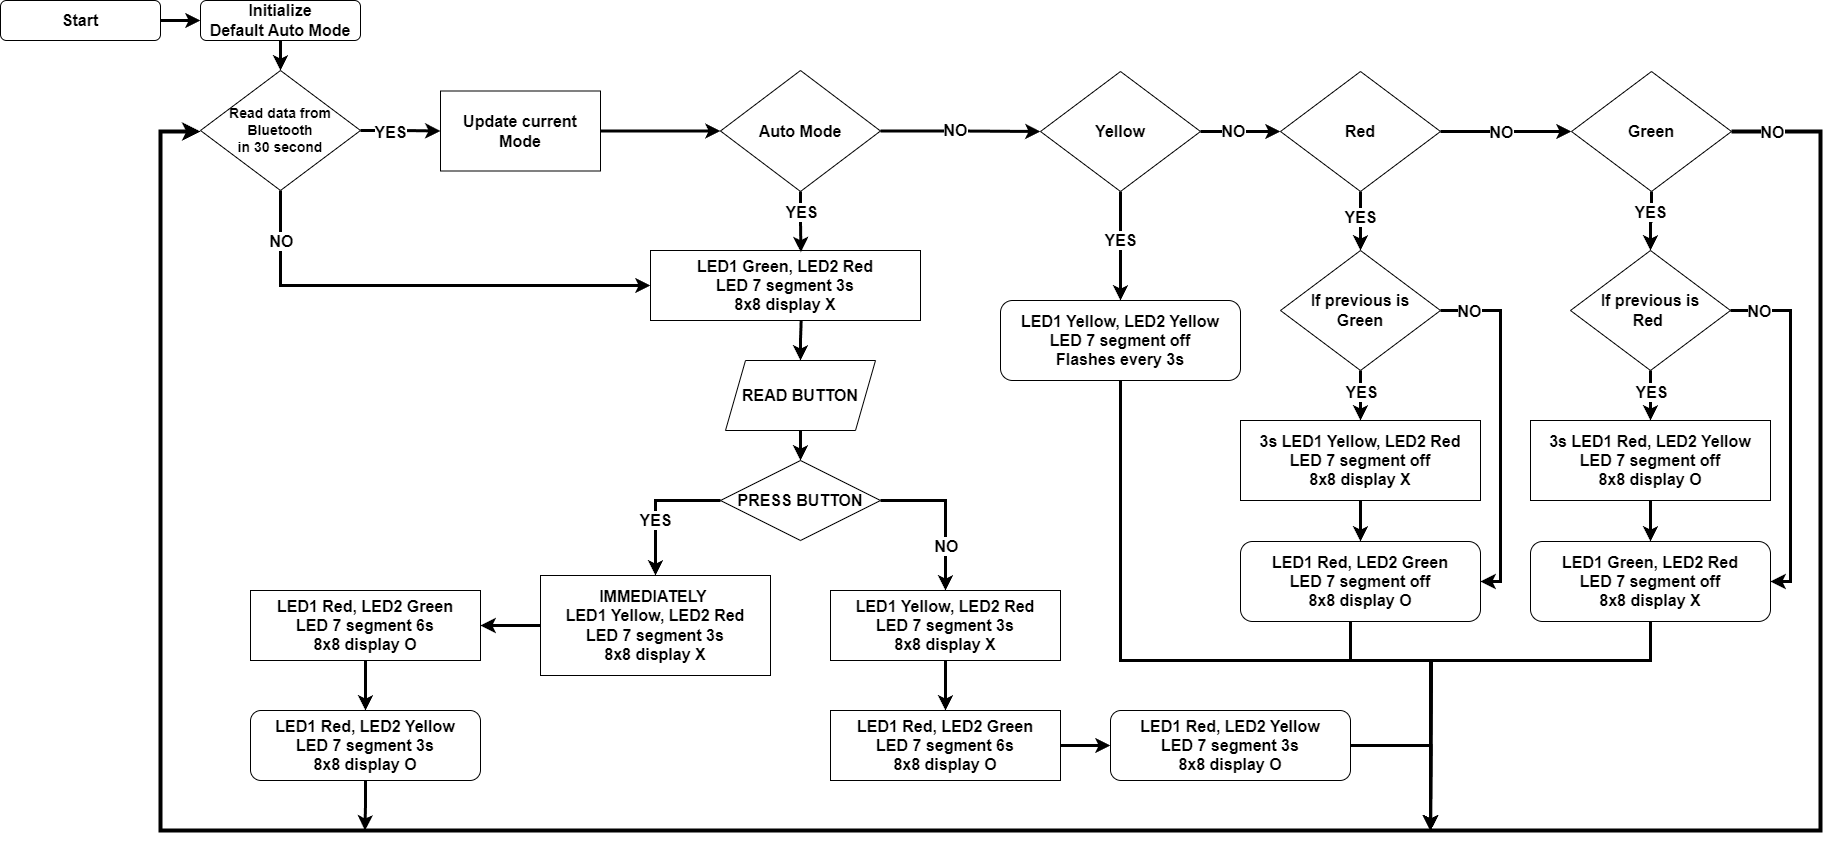 Start
Initialize
Default Auto Mode
Read data from
Bluetooth
in 30 second
YES
Update current
Mode
Auto Mode
NO
Yellow
NO
Red
NO
Green
NO
NO
YES
YES
YES
YES
LED1 Green, LED2 Red
LED 7 segment 3s
8x8 display X
LED1 Yellow, LED2 Yellow
LED 7 segment off
Flashes every 3s
If previous is
Green
NO
If previous is
Red
NO
READ BUTTON
YES
YES
3s LED1 Yellow, LED2 Red
LED 7 segment off
8x8 display X
3s LED1 Red, LED2 Yellow
LED 7 segment off
8x8 display O
PRESS BUTTON
YES
NO
LED1 Red, LED2 Green
LED 7 segment off
8x8 display O
LED1 Green, LED2 Red
LED 7 segment off
8x8 display X
LED1 Red, LED2 Green
LED 7 segment 6s
8x8 display O
IMMEDIATELY
LED1 Yellow, LED2 Red
LED 7 segment 3s
8x8 display X
LED1 Yellow, LED2 Red
LED 7 segment 3s
8x8 display X
LED1 Red, LED2 Yellow
LED 7 segment 3s
8x8 display O
LED1 Red, LED2 Green
LED 7 segment 6s
8x8 display O
LED1 Red, LED2 Yellow
LED 7 segment 3s
8x8 display O